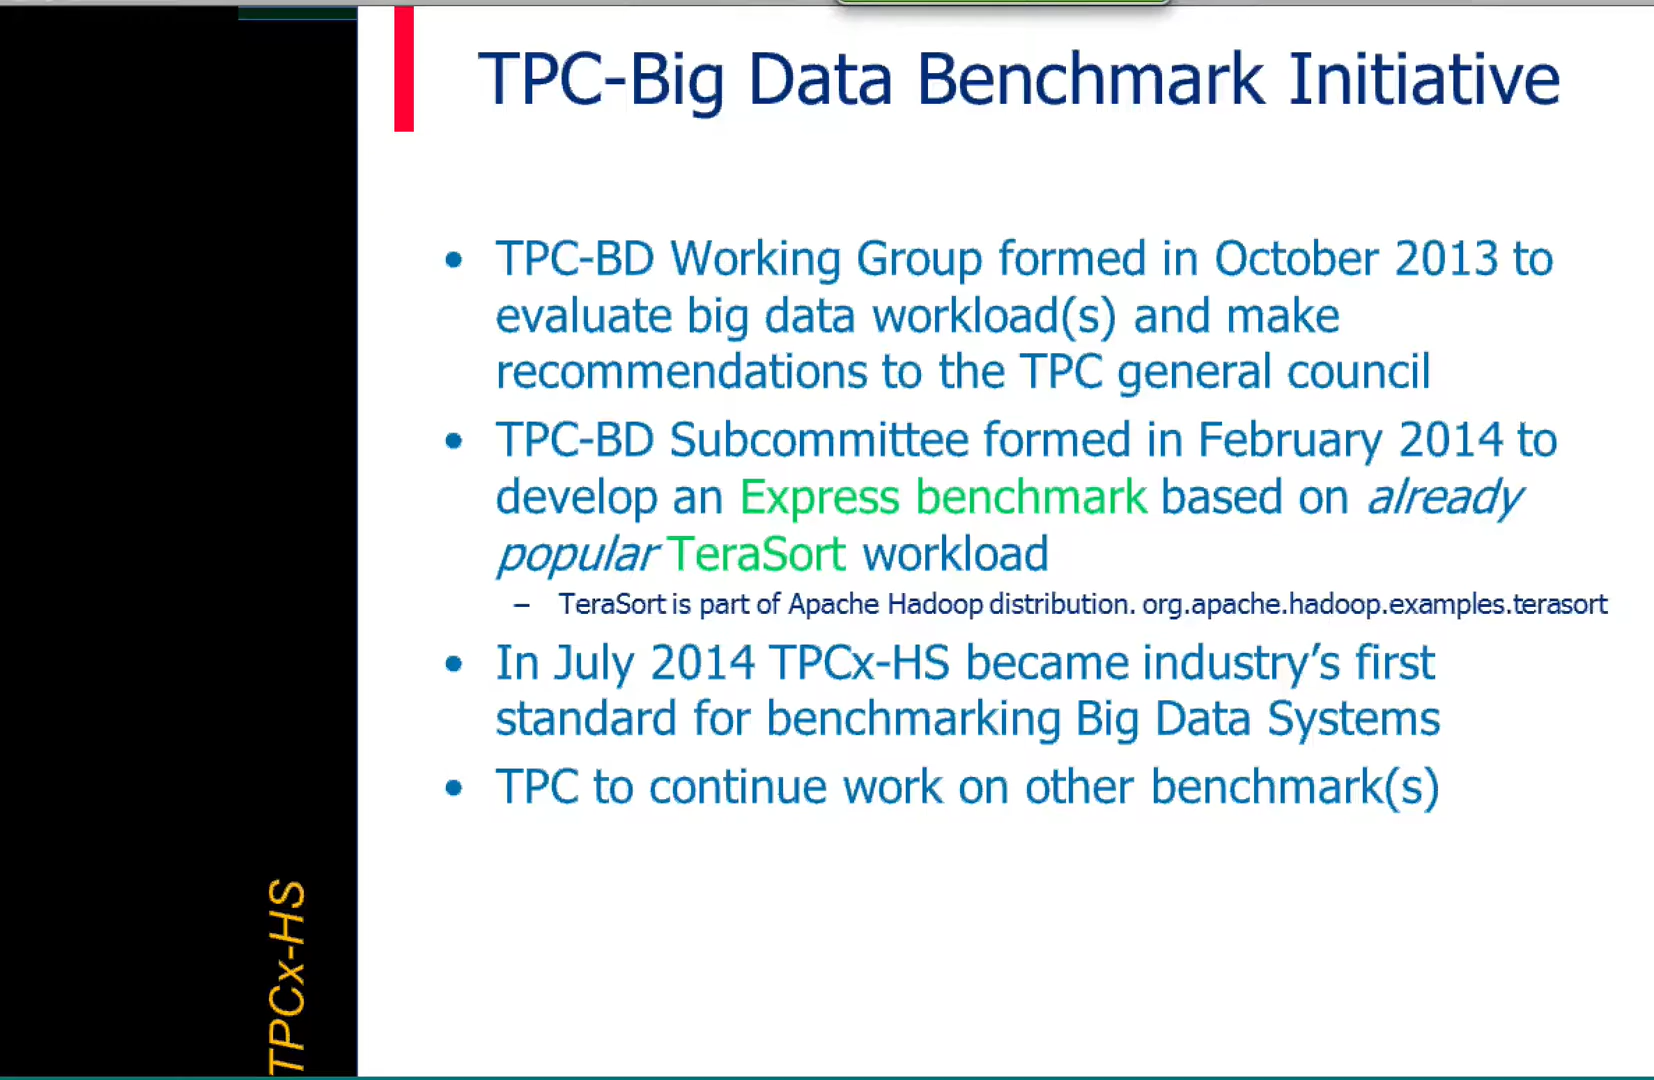 TPC-Big Data Benchmark Initiative
• TPC-BD Working Group formed in October 2013 to
evaluate big data workload(s) and make
recommendations to the TPC general council
• TPC-BD Subcommittee formed in February 2014 to
develop an Express benchmark based on already
popular TeraSort workload
– TeraSort is part of Apache Hadoop distribution. org.apache.hadoop.examples.terasort
• In July 2014 TPCx-HS became industry’s first
standard for benchmarking Big Data Systems
• TPC to continue work on other benchmark(s)
TPCx-HS